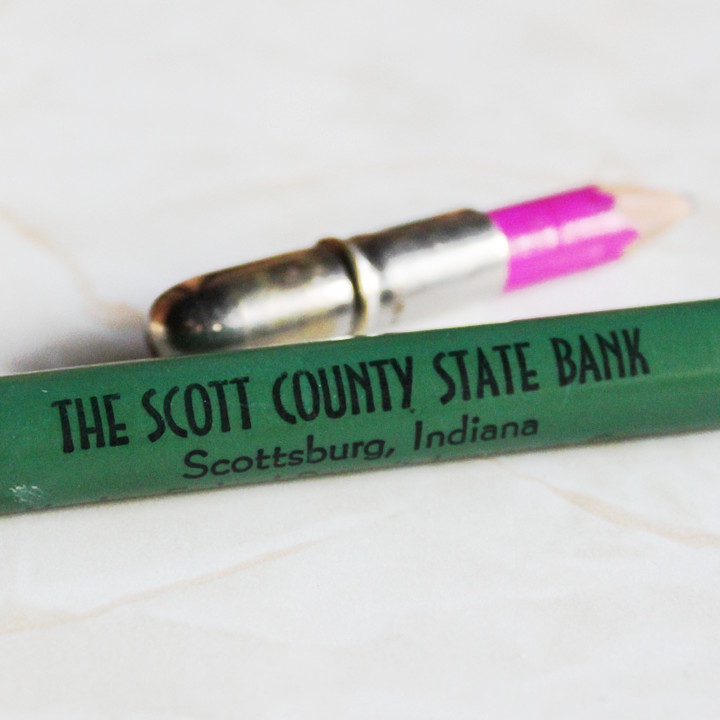 THE SCOTT COUNTY STATE BANK
Scottsburg, Indiana